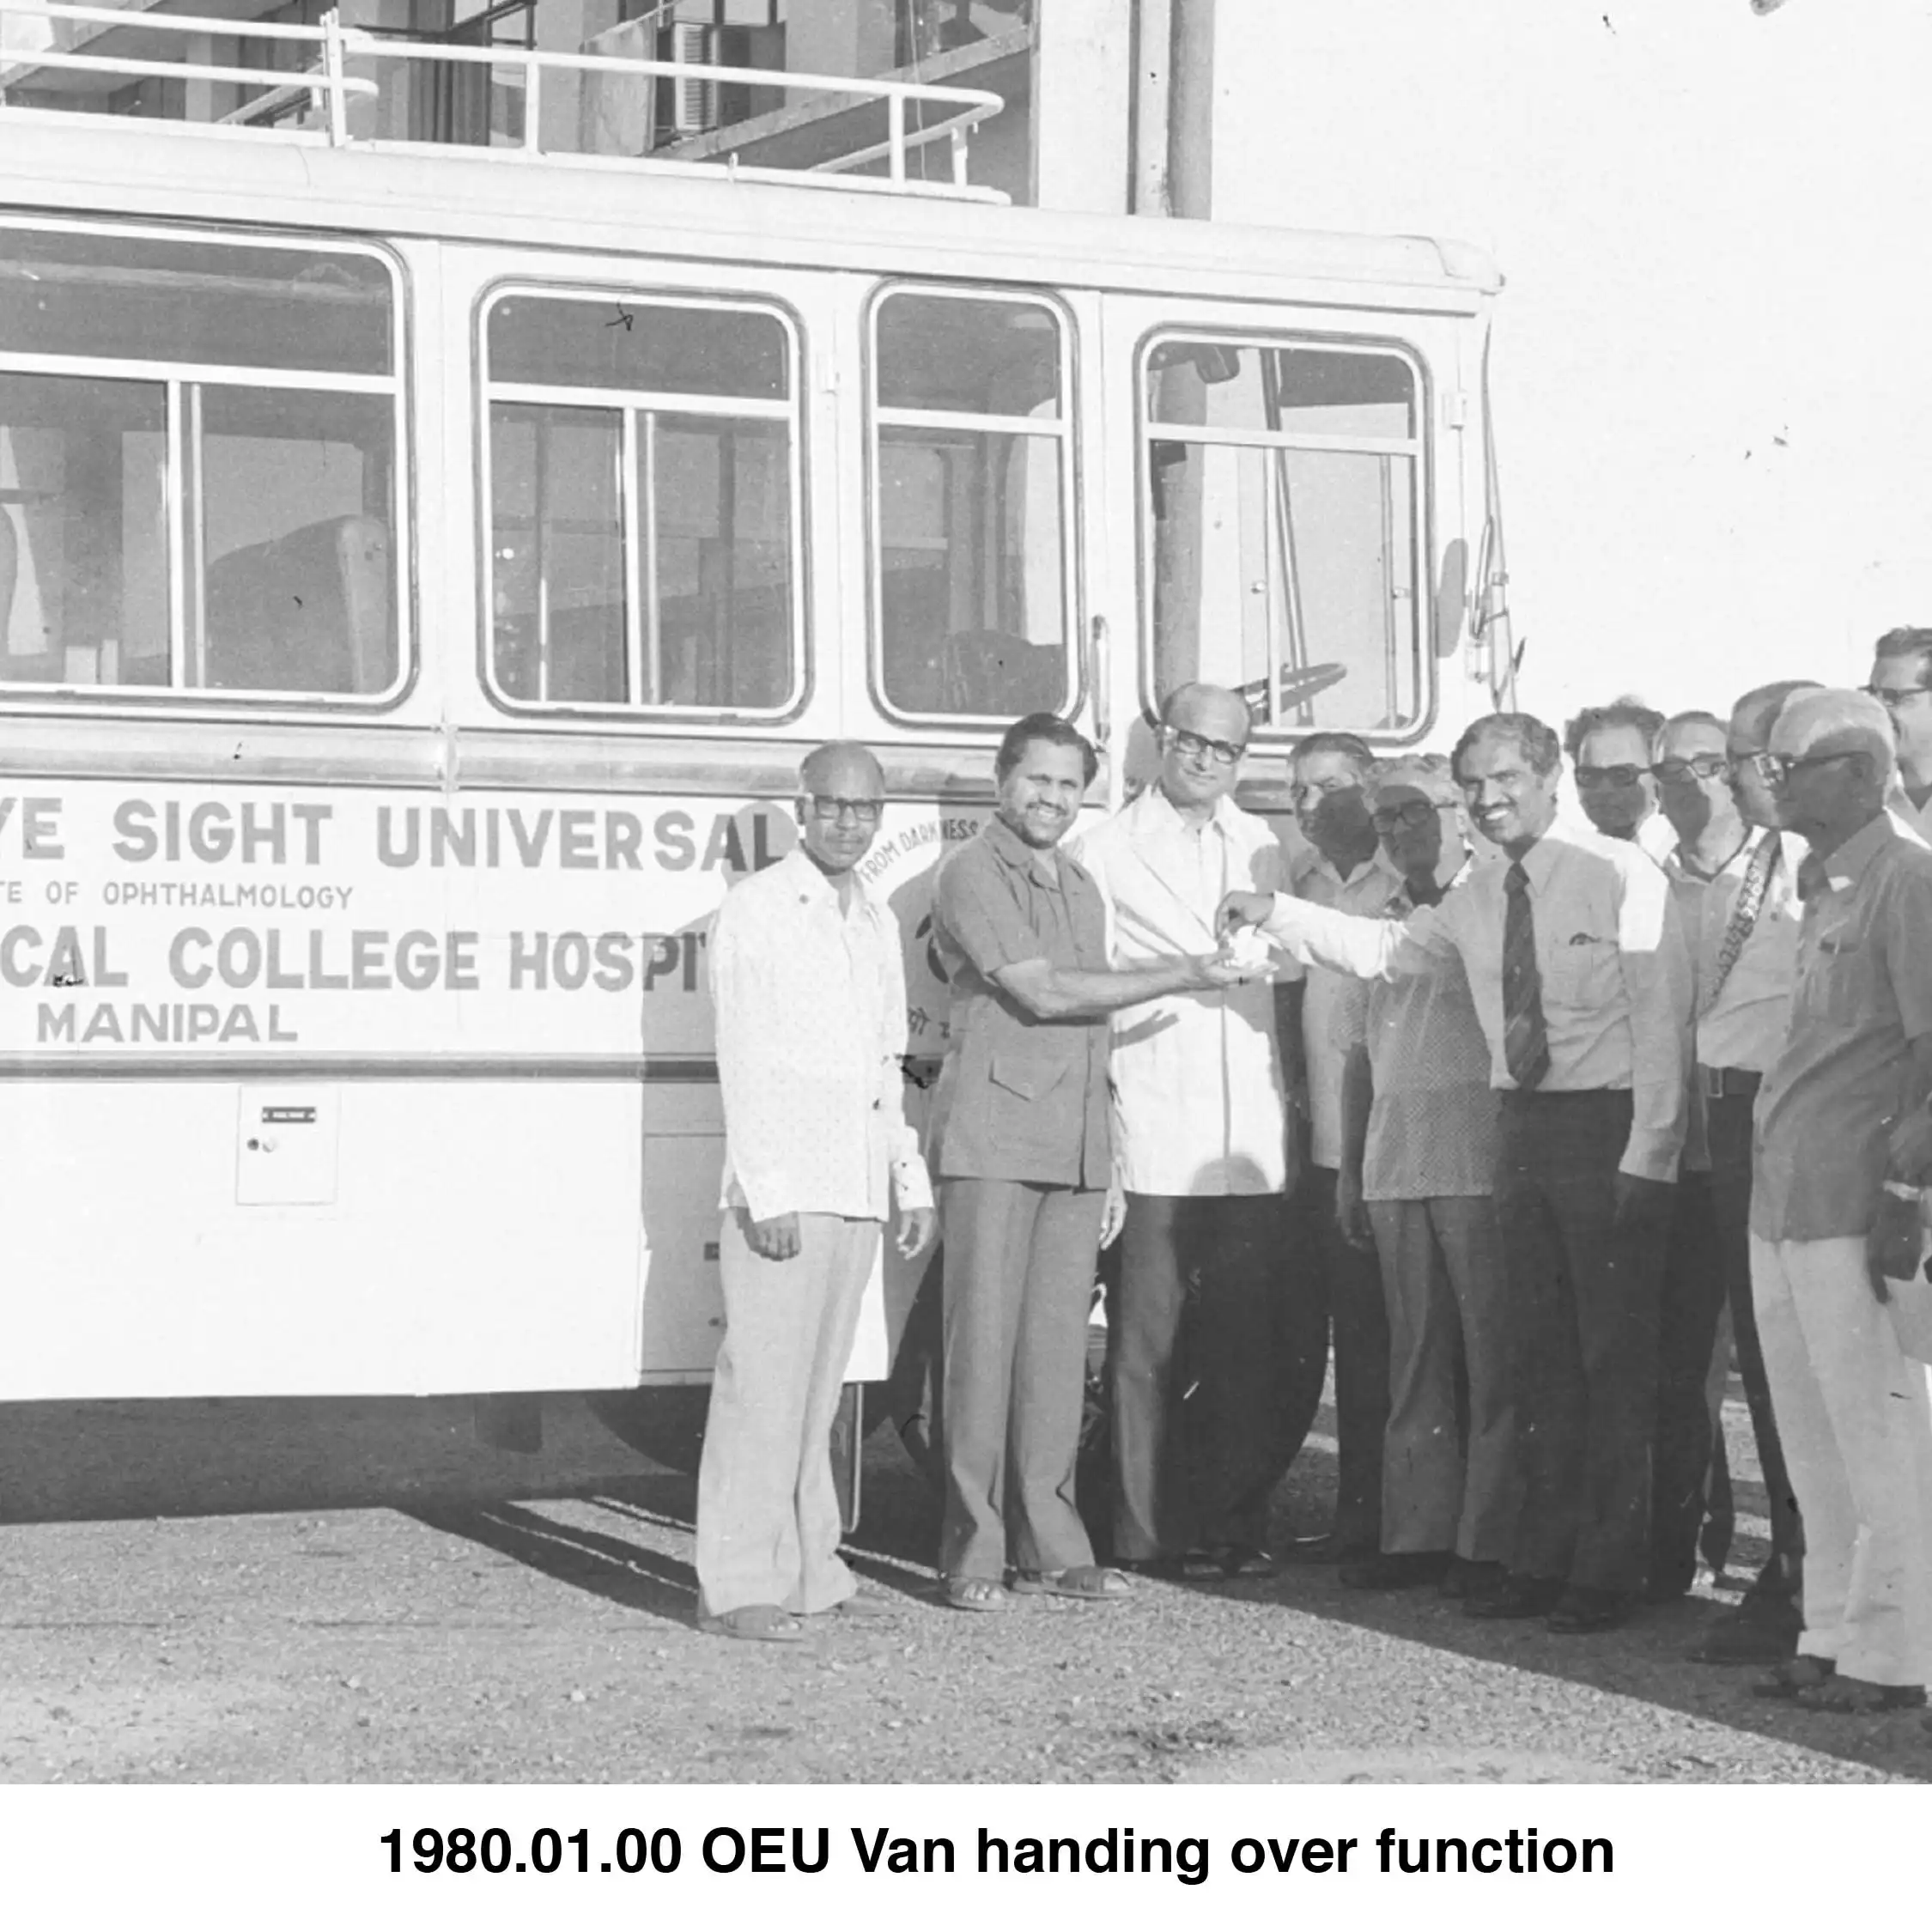 YE SIGHT UNIVERSAL
TE OF OPHTHALMOLOGY
CAL COLLEGE HOSPI
MANIPAL
FROM DARKNESS
1980.01.00 OEU Van handing over function